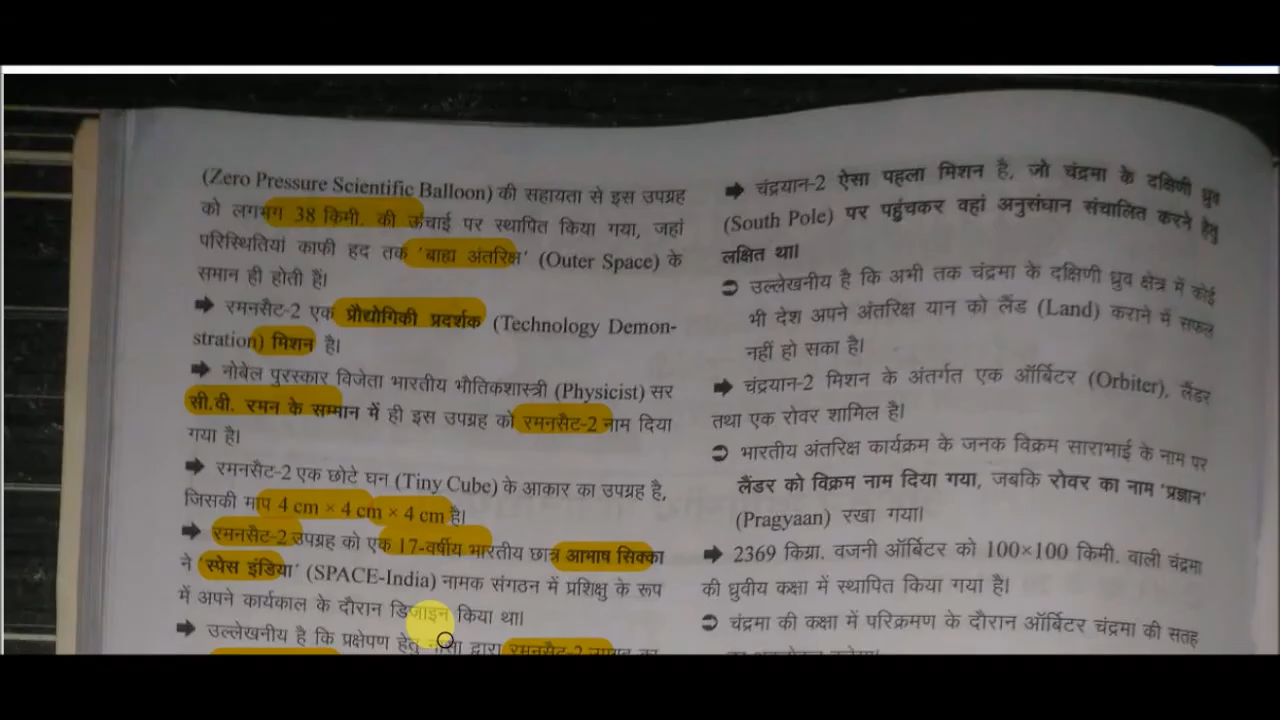 (Zero Pressure Scientific Balloon) की सहायता से इस उपग्रह
को लगभग 38 किमी. की ऊंचाई पर स्थापित किया गया, जहां
परिस्थितियां काफी हद तक 'बाह्य अंतरिक्ष' (Outer Space) के
समान ही होती हैं।
➡ रमनसैट-2 एक प्रौद्योगिकी प्रदर्शक (Technology Demon-
stration) मिशन है।
➡ नोबेल पुरस्कार विजेता भारतीय भौतिकशास्त्री (Physicist) सर
सी.वी. रमन के सम्मान में ही इस उपग्रह को रमनसैट-2 नाम दिया
गया है।
➡ रमनसैट-2 एक छोटे घन (Tiny Cube) के आकार का उपग्रह है,
जिसकी माप 4 cm × 4 cm × 4 cm है।
➡ रमनसैट-2 उपग्रह को एक 17-वर्षीय भारतीय छात्र आभाष सिक्का
ने 'स्पेस इंडिया' (SPACE-India) नामक संगठन में प्रशिक्षु के रूप
में अपने कार्यकाल के दौरान डिजाइन किया था।
➡ उल्लेखनीय है कि प्रक्षेपण हेतु नासा द्वारा रमनसैट-2 उपग्रह का
➡ चंद्रयान-2 ऐसा पहला मिशन है, जो चंद्रमा के दक्षिणी ध्रुव
(South Pole) पर पहुंचकर वहां अनुसंधान संचालित करने हेतु
लक्षित था।
➲ उल्लेखनीय है कि अभी तक चंद्रमा के दक्षिणी ध्रुव क्षेत्र में कोई
भी देश अपने अंतरिक्ष यान को लैंड (Land) कराने में सफल
नहीं हो सका है।
➡ चंद्रयान-2 मिशन के अंतर्गत एक ऑर्बिटर (Orbiter), लैंडर
तथा एक रोवर शामिल है।
➲ भारतीय अंतरिक्ष कार्यक्रम के जनक विक्रम साराभाई के नाम पर
लैंडर को विक्रम नाम दिया गया, जबकि रोवर का नाम 'प्रज्ञान'
(Pragyaan) रखा गया।
➡ 2369 किग्रा. वजनी ऑर्बिटर को 100×100 किमी. वाली चंद्रमा
की ध्रुवीय कक्षा में स्थापित किया गया है।
➲ चंद्रमा की कक्षा में परिक्रमण के दौरान ऑर्बिटर चंद्रमा की सतह